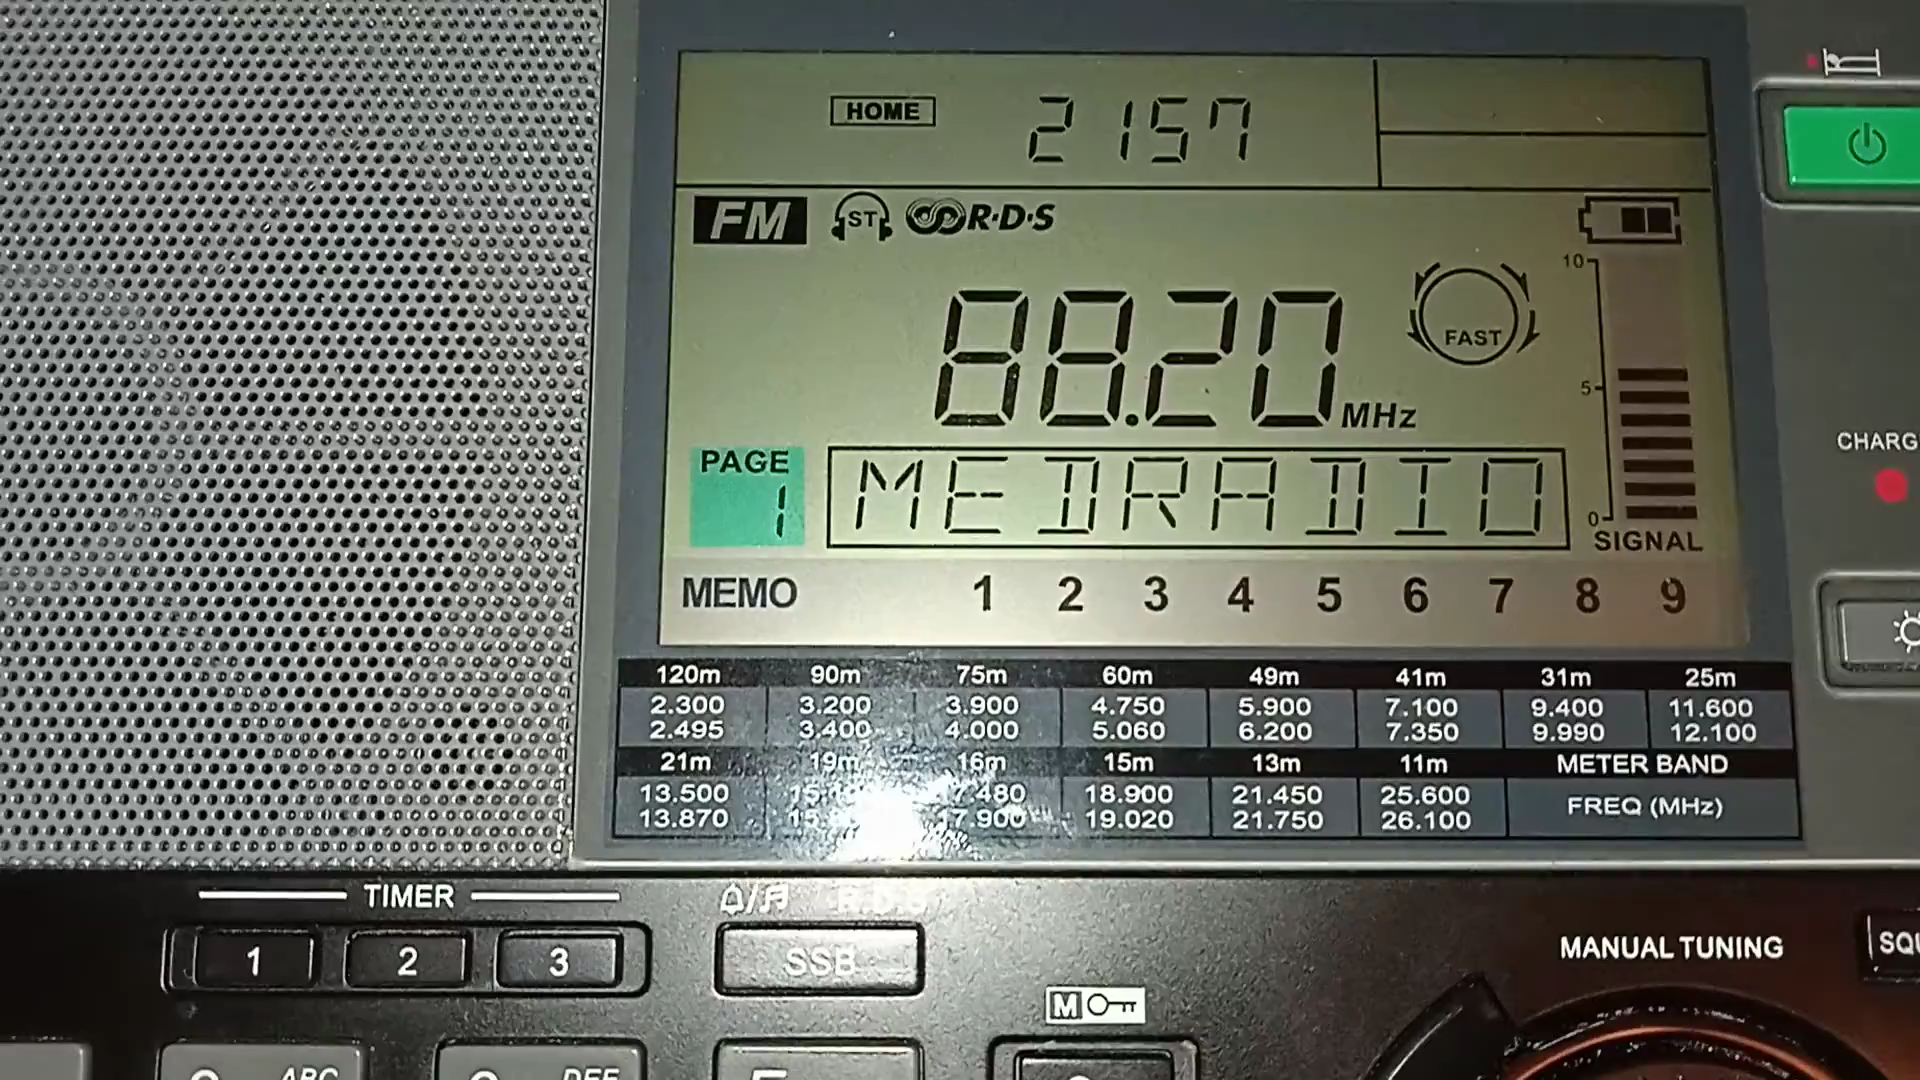 HOME 2157
FM ST R·D·S
10
88.20 MHz
FAST
5
PAGE
1
MEDRADIO
0
SIGNAL
CHARG
MEMO 1 2 3 4 5 6 7 8 9
120m 90m 75m 60m 49m 41m 31m 25m
2.300 3.200 3.900 4.750 5.900 7.100 9.400 11.600
2.495 3.400 4.000 5.060 6.200 7.350 9.990 12.100
21m 19m 16m 15m 13m 11m METER BAND
13.500 18.900 21.450 25.600 FREQ (MHz)
13.870 17.900 19.020 21.750 26.100
TIMER R.D.S
1 2 3 SSB
MANUAL TUNING
SQU
M
ABC DEF